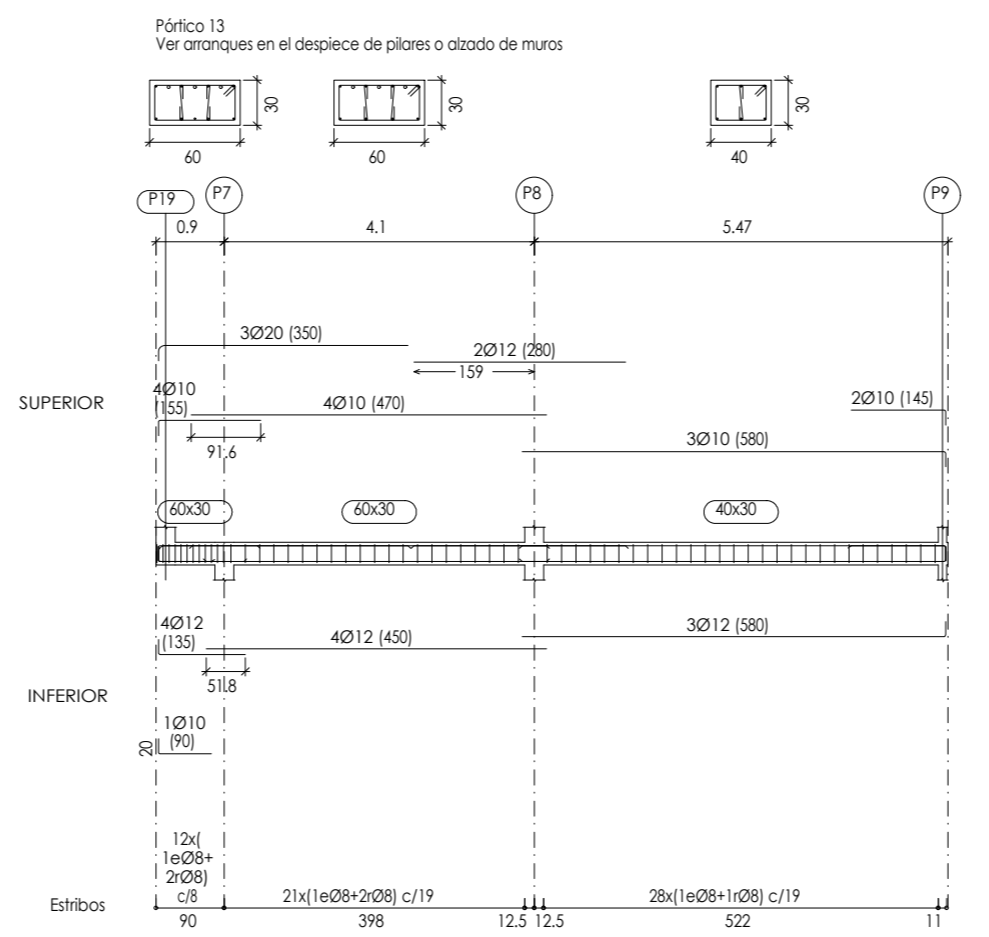 Pórtico 13
Ver arranques en el despiece de pilares o alzado de muros
30
30
30
60
60
40
P19
P7
P8
P9
0.9
4.1
5.47
3Ø20 (350)
2Ø12 (280)
159
SUPERIOR
4Ø10
(155)
4Ø10 (470)
2Ø10 (145)
91.6
3Ø10 (580)
60x30
60x30
40x30
4Ø12
(135)
4Ø12 (450)
3Ø12 (580)
51.8
INFERIOR
1Ø10
(90)
20
12x(
1eØ8+
2rØ8)
c/8
Estribos
21x(1eØ8+2rØ8) c/19
28x(1eØ8+1rØ8) c/19
90
398
12.5
12.5
522
11